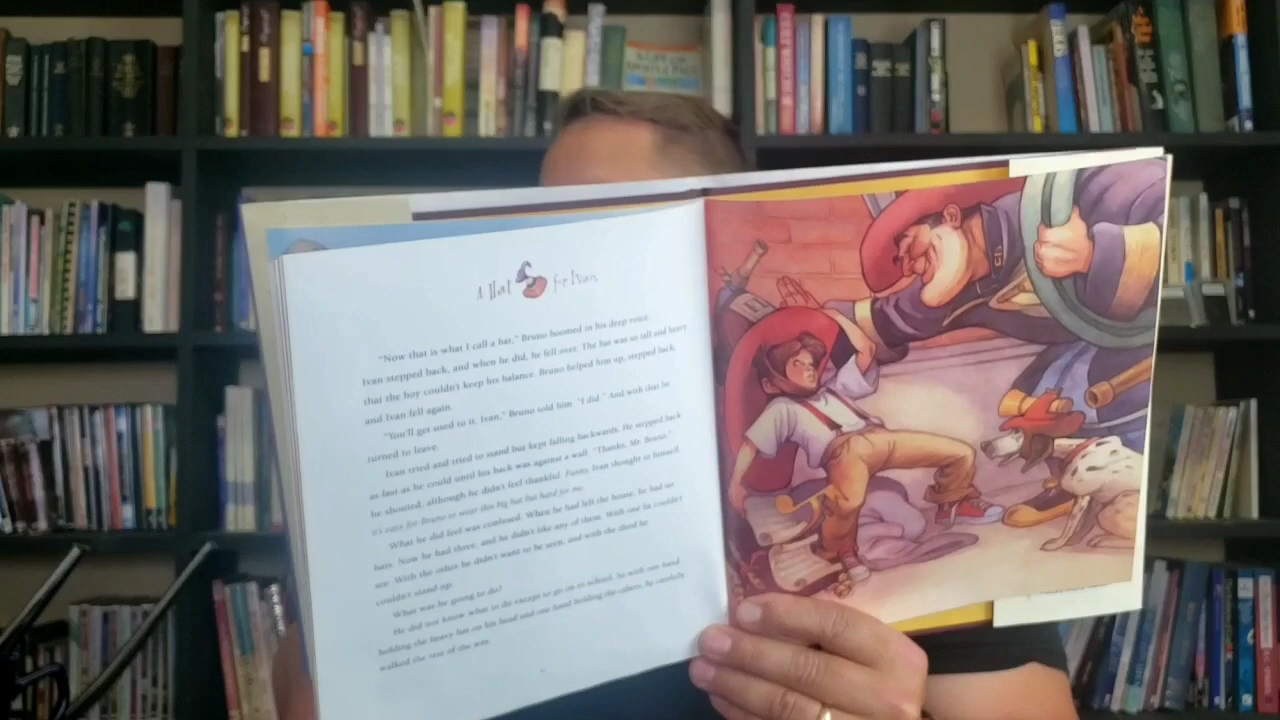 A Hat for Ivan
"Now that is what I call a hat," Bruno boomed in his deep voice.
Ivan stepped back, and when he did, he fell over. The hat was so tall and heavy
that the boy couldn't keep his balance. Bruno helped him up, stepped back,
and Ivan fell again.
"You'll get used to it, Ivan," Bruno told him. "I did." And with that he
turned to leave.
Ivan tried and tried to stand but kept falling backwards. He stepped back
as fast as he could until his back was against a wall. "Thanks, Mr. Bruno,"
he shouted, although he didn't feel thankful. Funny, Ivan thought to himself,
it's easy for Bruno to wear this big hat but hard for me.
What he did feel was confused. When he had left the house, he had no
hats. Now he had three, and he didn't like any of them. With one he couldn't
see. With the other he didn't want to be seen, and with the third he
couldn't stand up.
What was he going to do?
He did not know what to do except to go on to school. So with one hand
holding the heavy hat on his head and one hand holding the others, he carefully
walked the rest of the way.